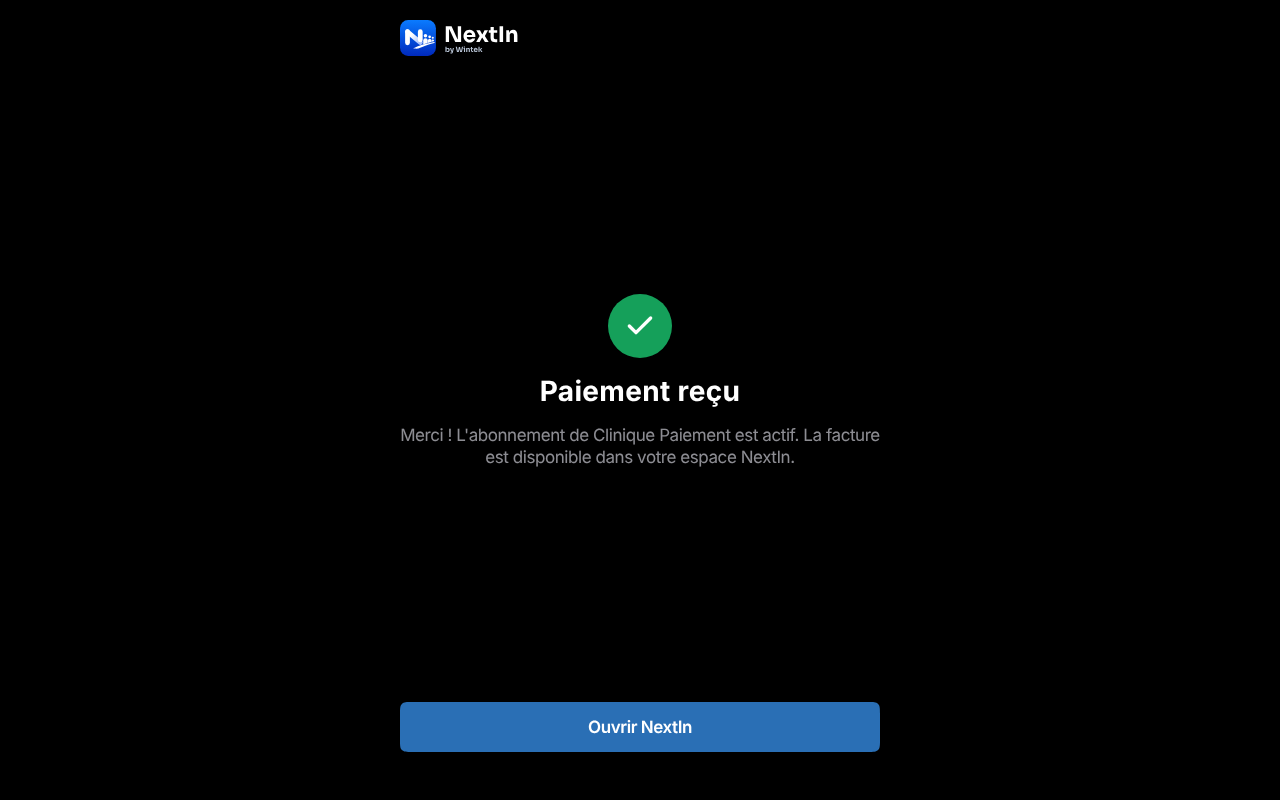 NextIn
by Wintek
Paiement reçu
Merci ! L'abonnement de Clinique Paiement est actif. La facture
est disponible dans votre espace NextIn.
Ouvrir NextIn